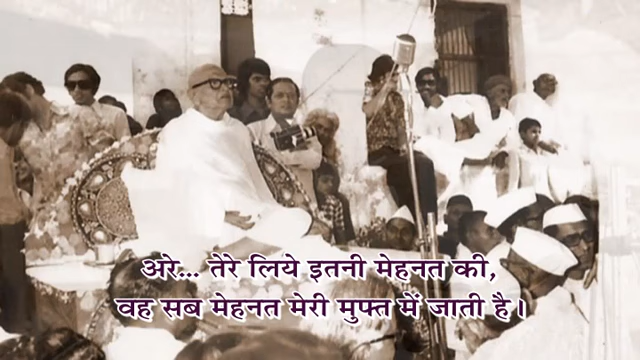 अरे... तेरे लिये इतनी मेहनत की,
वह सब मेहनत मेरी मुफ्त में जाती है।